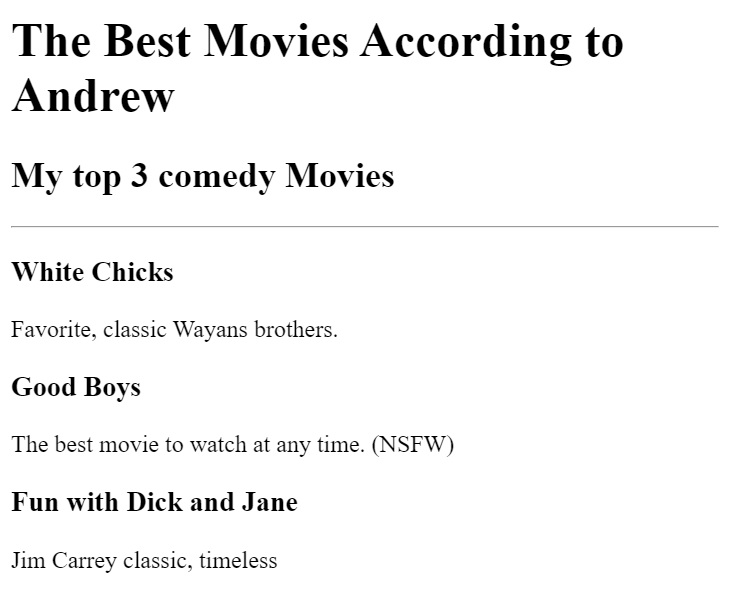 The Best Movies According to
Andrew
My top 3 comedy Movies
White Chicks
Favorite, classic Wayans brothers.
Good Boys
The best movie to watch at any time. (NSFW)
Fun with Dick and Jane
Jim Carrey classic, timeless